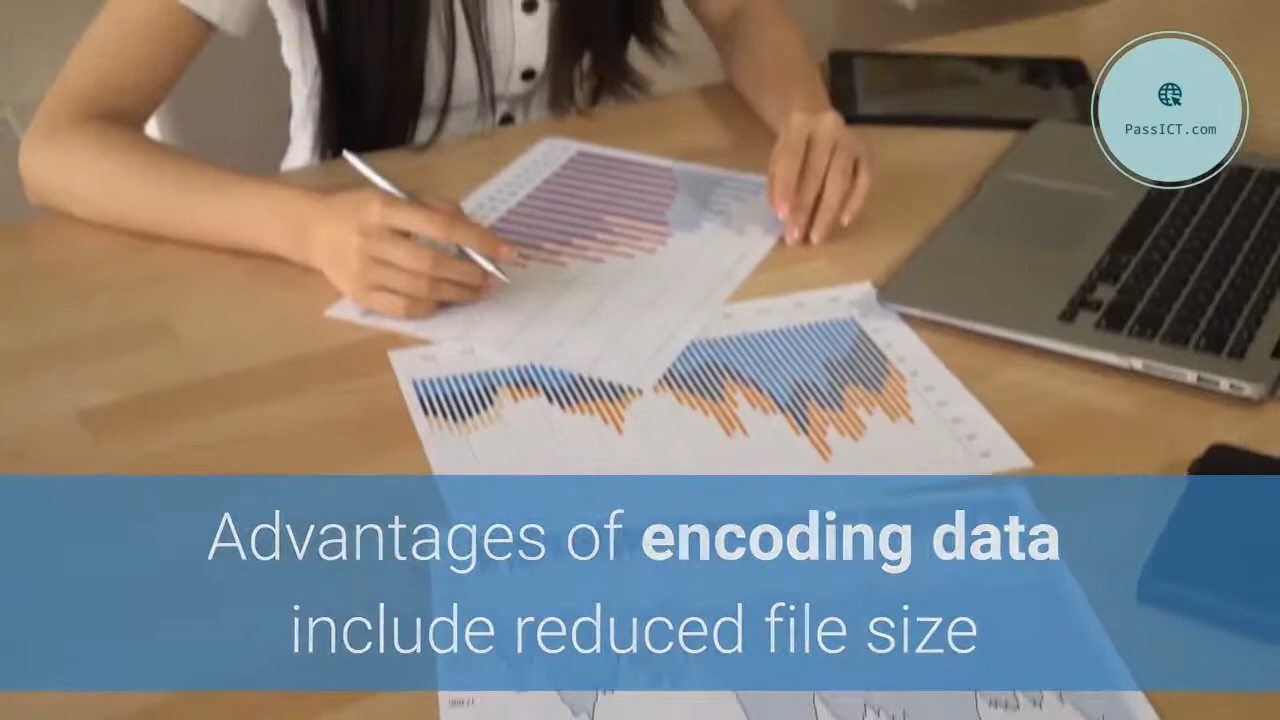 PassICT.com
Advantages of encoding data
include reduced file size